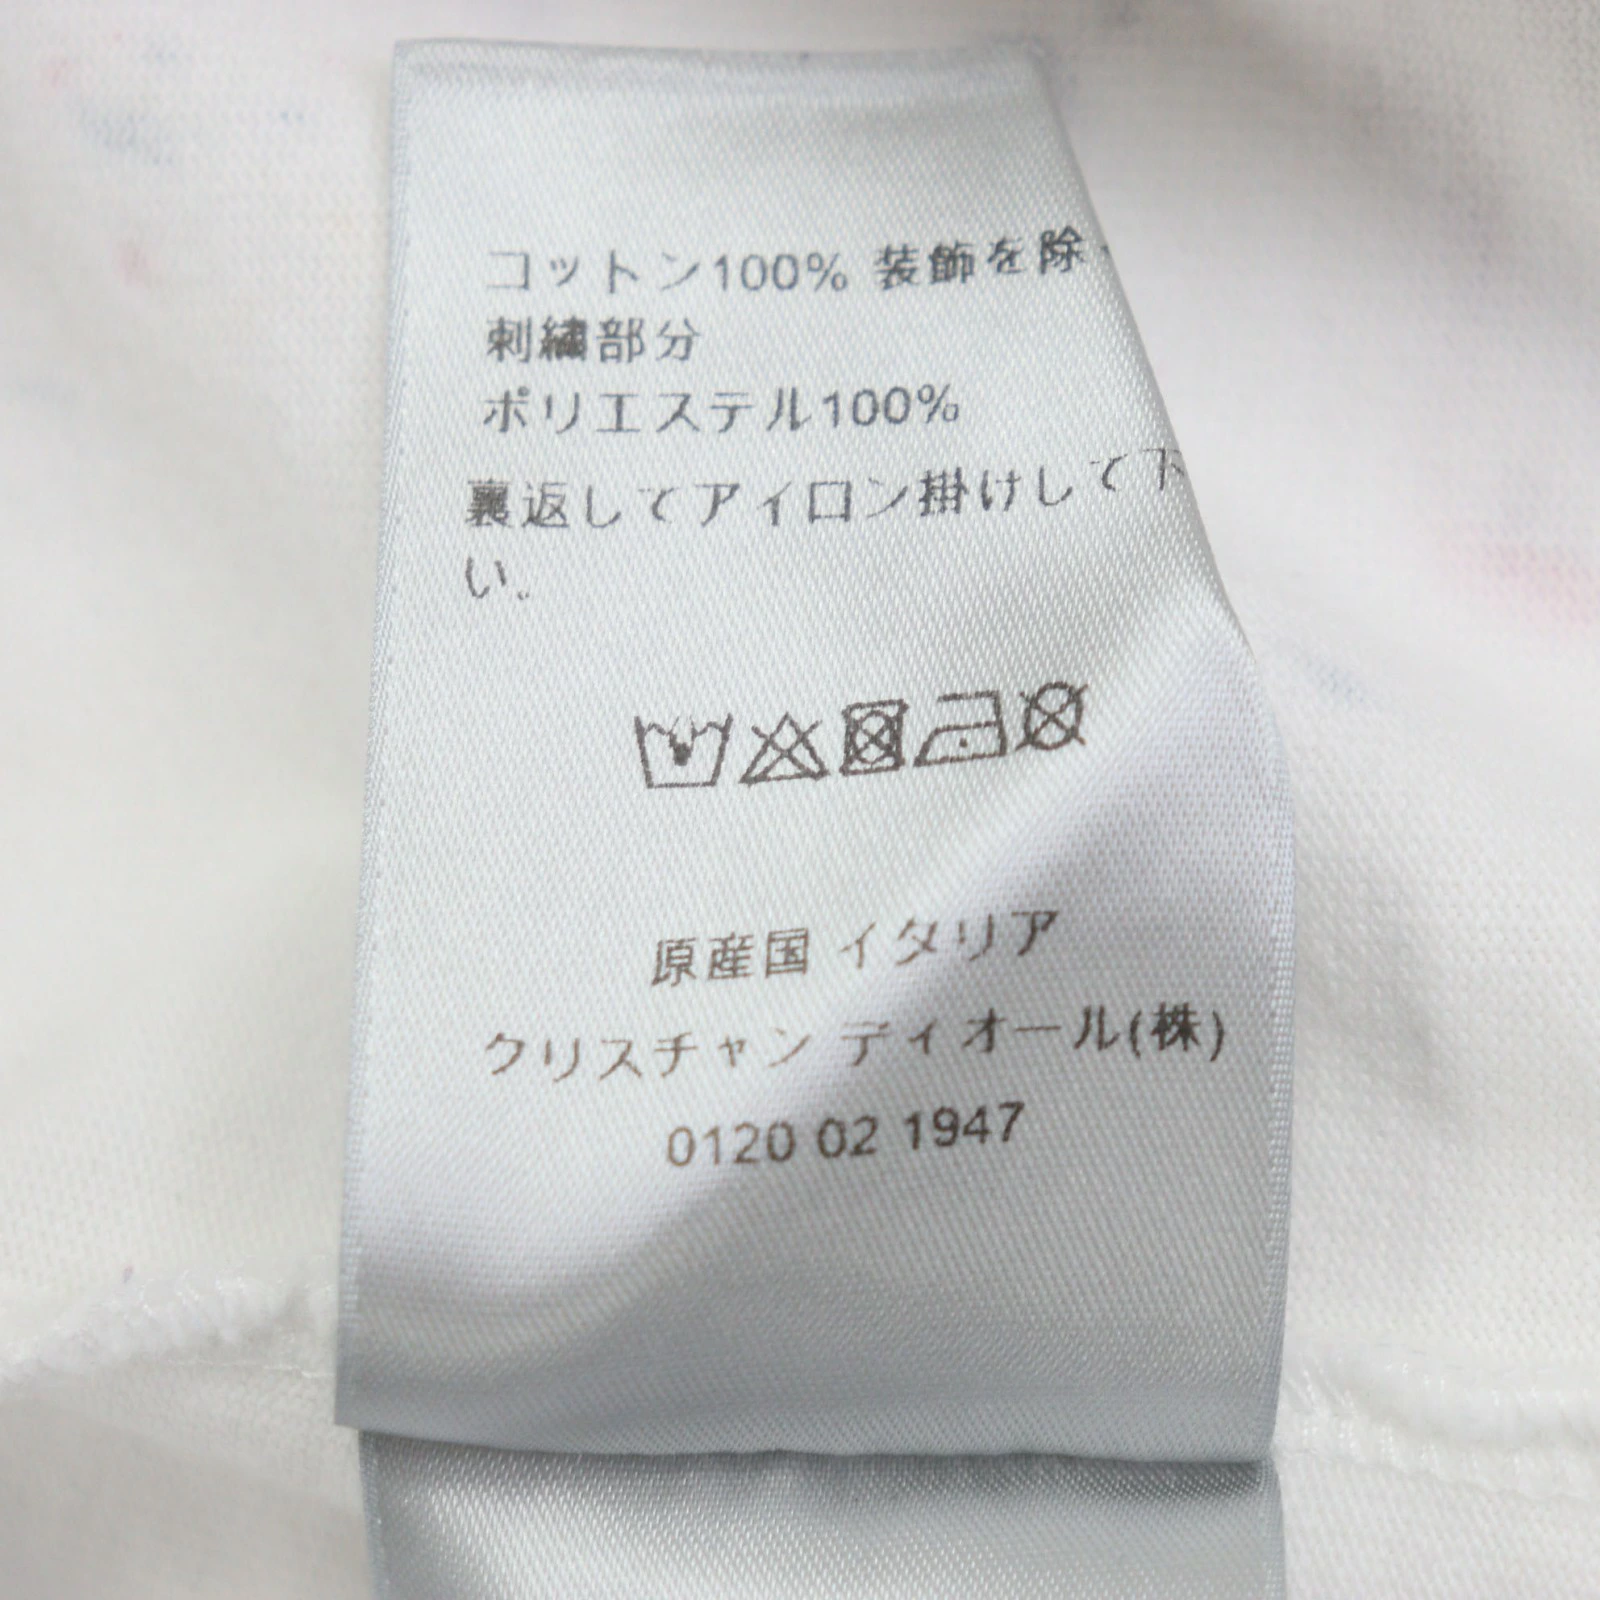 コットン100% 装飾を除
刺繍部分
ポリエステル100%
裏返してアイロン掛けして下
い。
原産国 イタリア
クリスチャン ディオール(株)
0120 02 1947